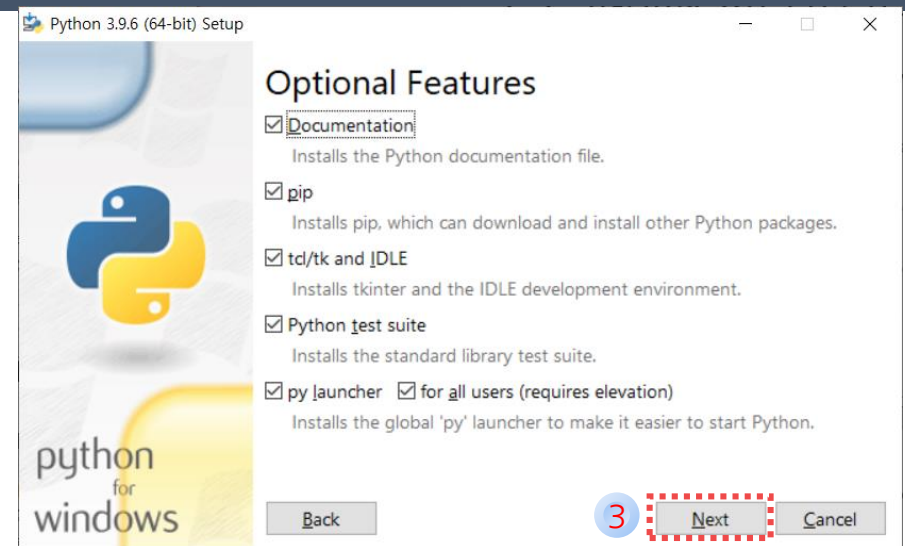 Python 3.9.6 (64-bit) Setup
Optional Features
Documentation
Installs the Python documentation file.
pip
Installs pip, which can download and install other Python packages.
tcl/tk and IDLE
Installs tkinter and the IDLE development environment.
Python test suite
Installs the standard library test suite.
py launcher for all users (requires elevation)
Installs the global 'py' launcher to make it easier to start Python.
python
for
windows
Back 3 Next Cancel